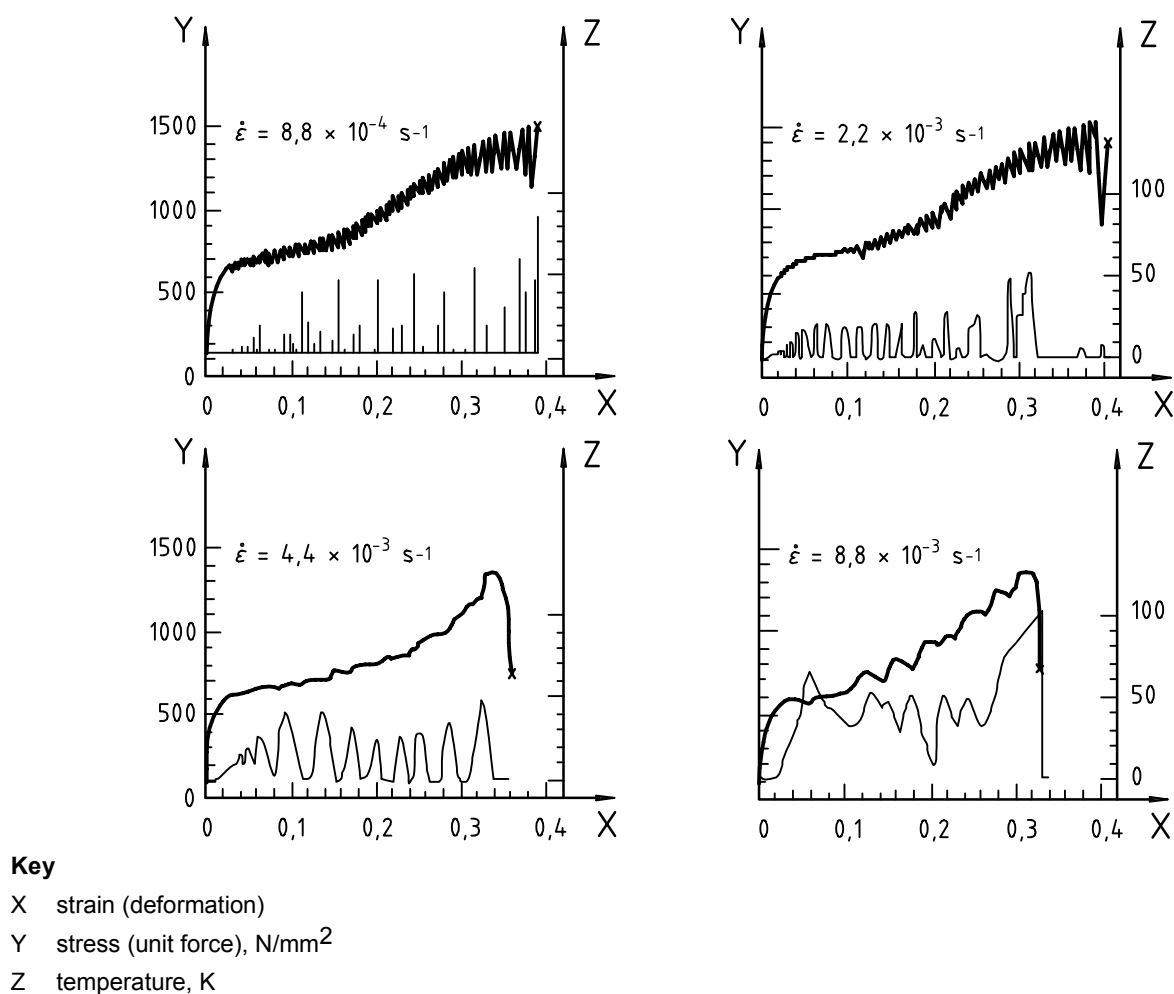 Y Z Y Z
1500 ε̇ = 8,8 × 10⁻⁴ s⁻¹ ε̇ = 2,2 × 10⁻³ s⁻¹
1000 100
500 50
0 0
0 0,1 0,2 0,3 0,4 X 0 0,1 0,2 0,3 0,4 X
Y Z Y Z
1500 ε̇ = 4,4 × 10⁻³ s⁻¹ ε̇ = 8,8 × 10⁻³ s⁻¹
1000 100
500 50
0 0
0 0,1 0,2 0,3 0,4 X 0 0,1 0,2 0,3 0,4 X
Key
X strain (deformation)
Y stress (unit force), N/mm²
Z temperature, K